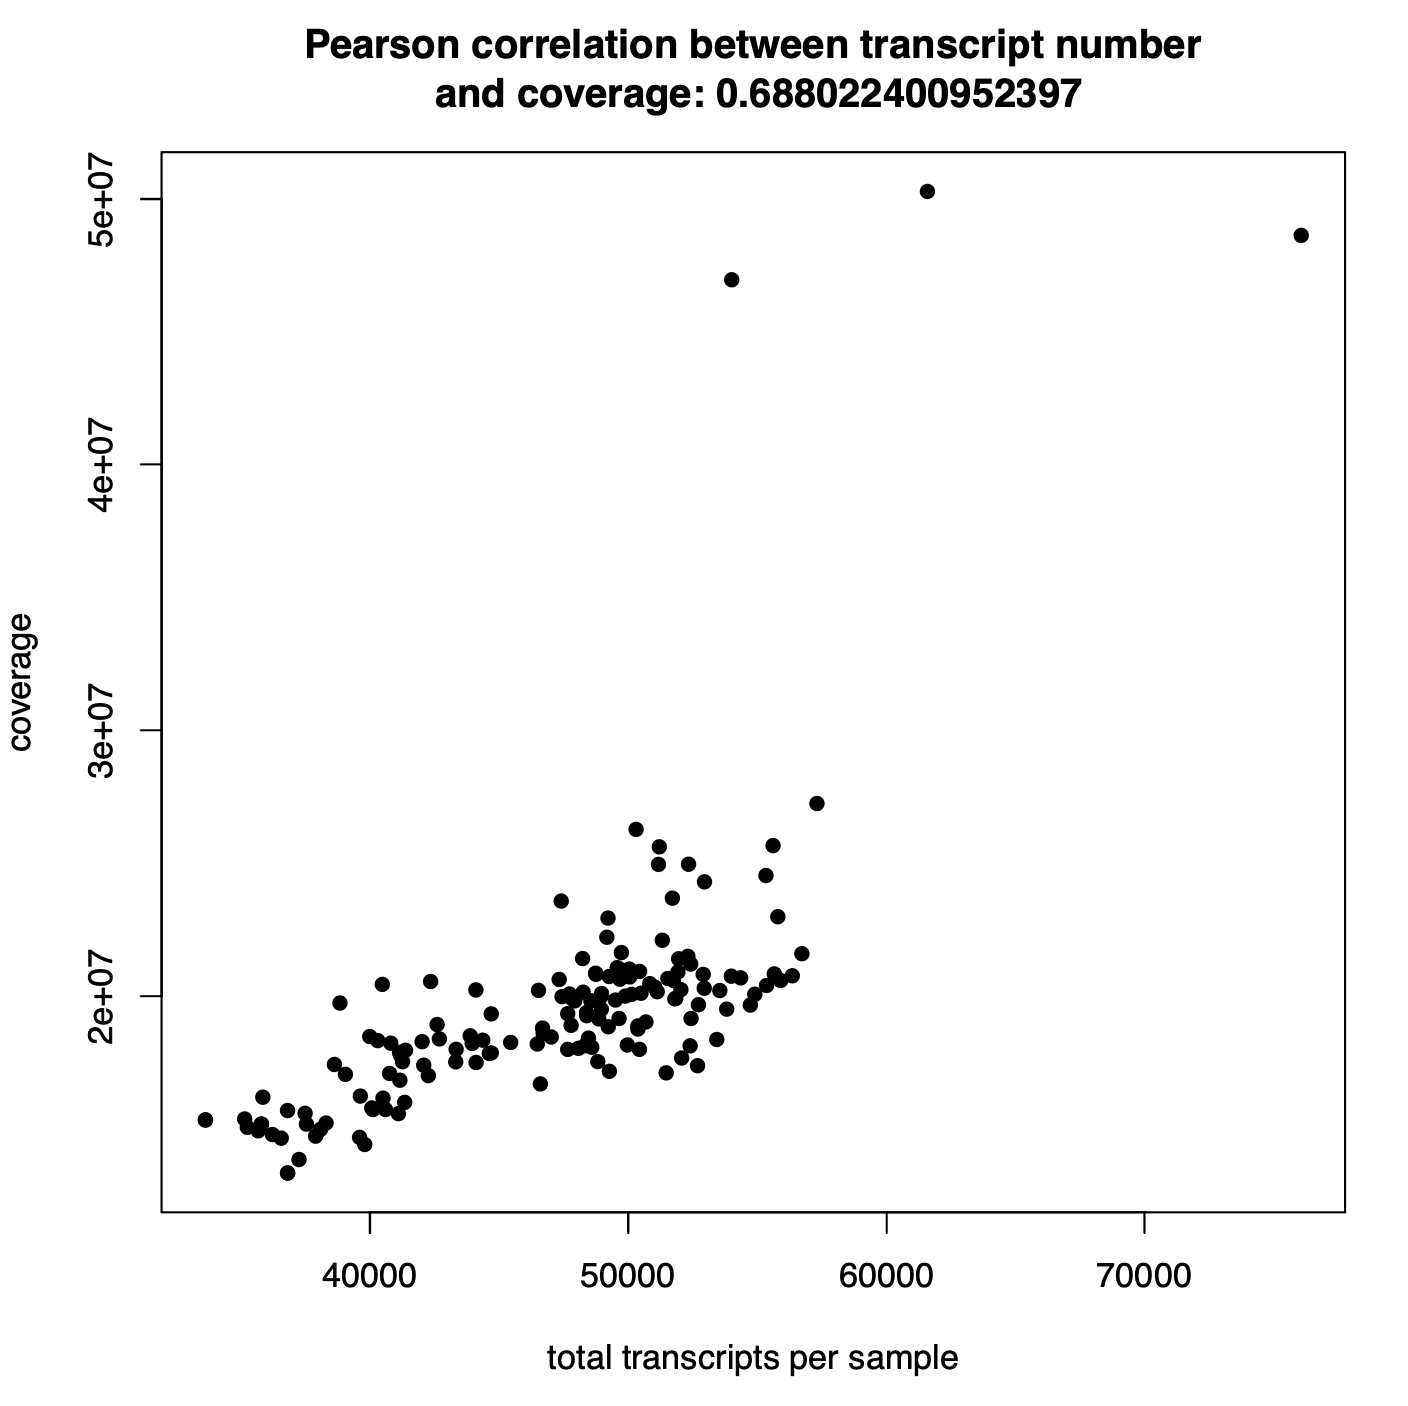 Pearson correlation between transcript number
and coverage: 0.688022400952397
5e+07
4e+07
3e+07
2e+07
coverage
40000
50000
60000
70000
total transcripts per sample